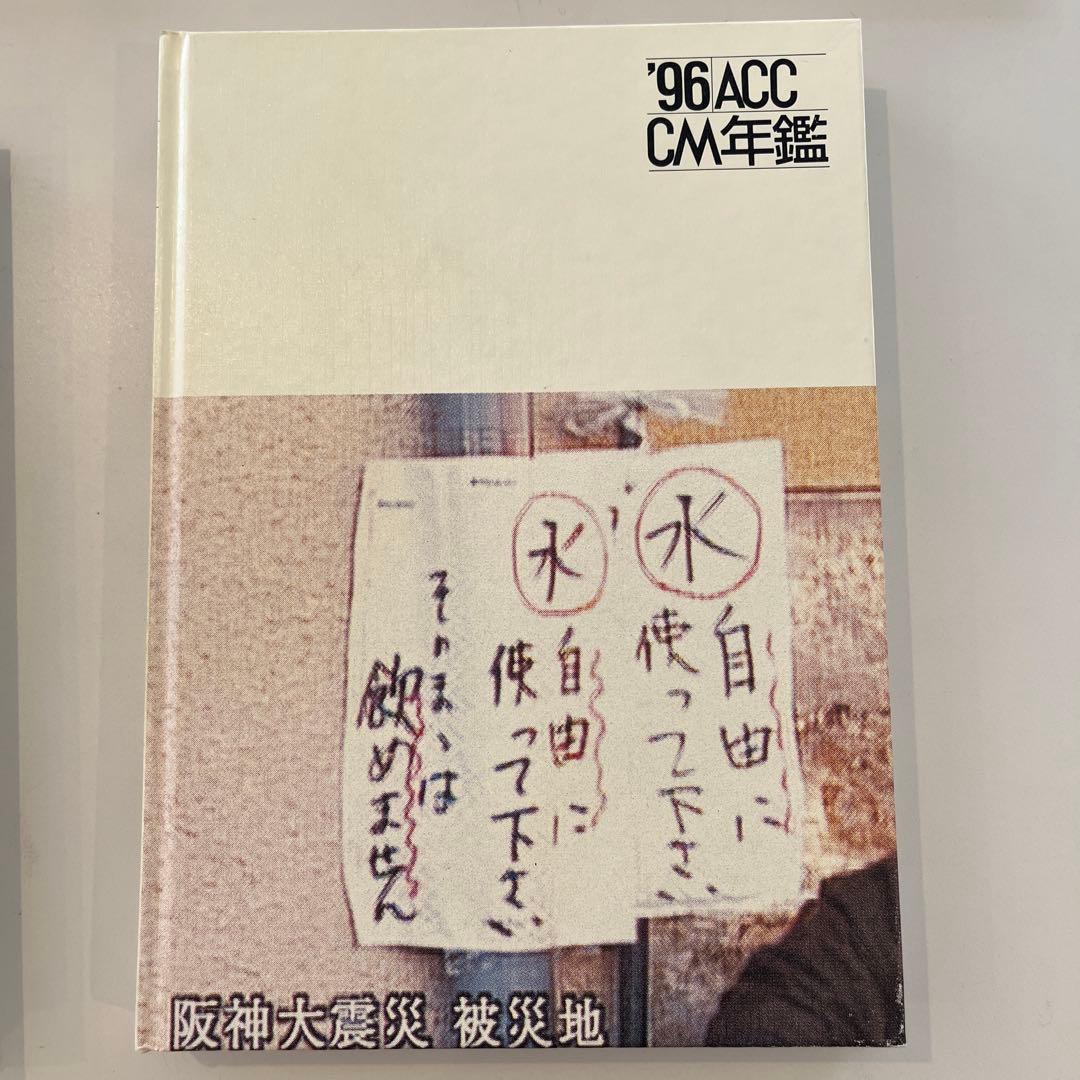 '96 ACC
CM年鑑
水
自由に
使って下さい
水
自由に
使って下さい
そのまゝは
飲めません
阪神大震災 被災地